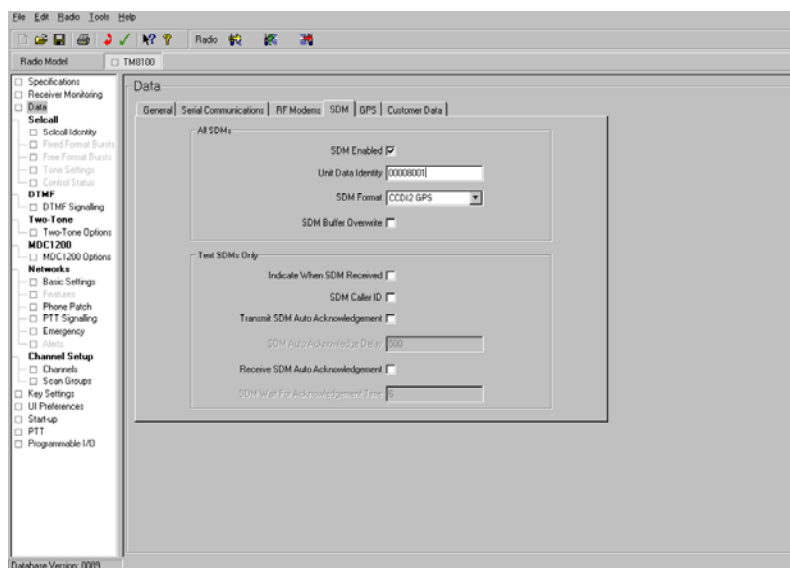 File Edit Radio Tools Help
Radio
Radio Model TM8100
Specifications
Receiver Monitoring
Data
Selcall
Selcall Identity
Fixed Format Bursts
Free Format Bursts
Tone Settings
Control Status
DTMF
DTMF Signalling
Two-Tone
Two-Tone Options
MDC1200
MDC1200 Options
Networks
Basic Settings
Features
Phone Patch
PTT Signalling
Emergency
Alerts
Channel Setup
Channels
Scan Groups
Key Settings
UI Preferences
Start-up
PTT
Programmable I/O
Data
General Serial Communications RF Modems SDM GPS Customer Data
All SDMs
SDM Enabled
Unit Data Identity 00008001
SDM Format CCDI2 GPS
SDM Buffer Overwrite
Text SDMs Only
Indicate When SDM Received
SDM Caller ID
Transmit SDM Auto Acknowledgement
SDM Auto Acknowledge Delay 500
Receive SDM Auto Acknowledgement
SDM Wait For Acknowledgement Time 6
Database Version: 0089